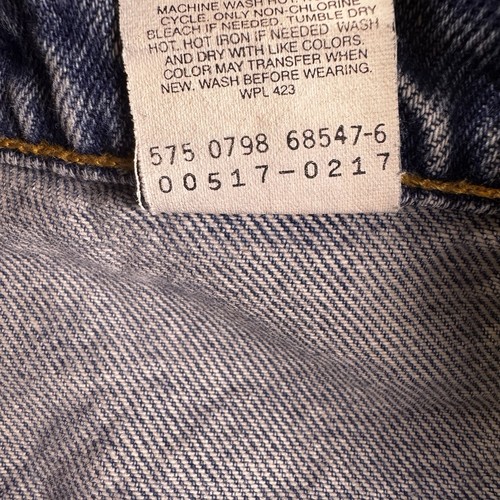 MACHINE WASH HOT,
CYCLE. ONLY NON-CHLORINE
BLEACH IF NEEDED. TUMBLE DRY
HOT. HOT IRON IF NEEDED WASH
AND DRY WITH LIKE COLORS.
COLOR MAY TRANSFER WHEN
NEW. WASH BEFORE WEARING.
WPL 423
575 0798 68547-6
00517-0217